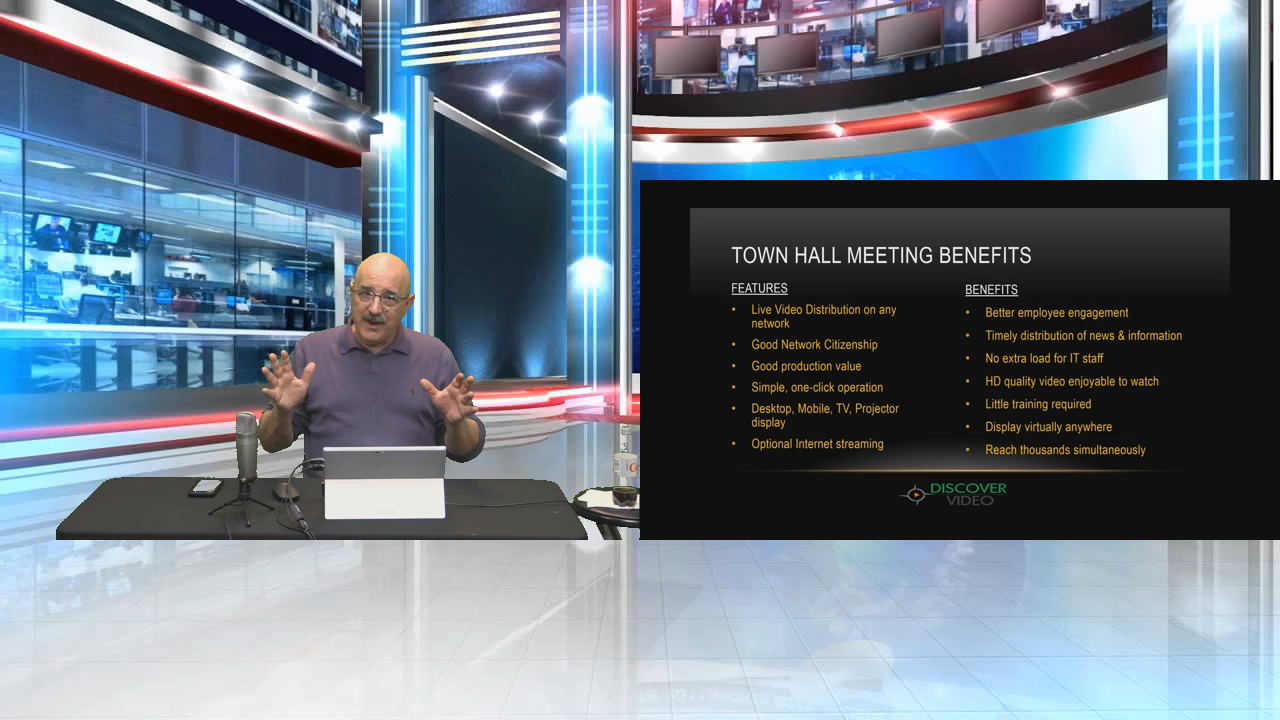 TOWN HALL MEETING BENEFITS
FEATURES
• Live Video Distribution on any
network
• Good Network Citizenship
• Good production value
• Simple, one-click operation
• Desktop, Mobile, TV, Projector
display
• Optional Internet streaming
BENEFITS
• Better employee engagement
• Timely distribution of news & information
• No extra load for IT staff
• HD quality video enjoyable to watch
• Little training required
• Display virtually anywhere
• Reach thousands simultaneously
DISCOVER
VIDEO